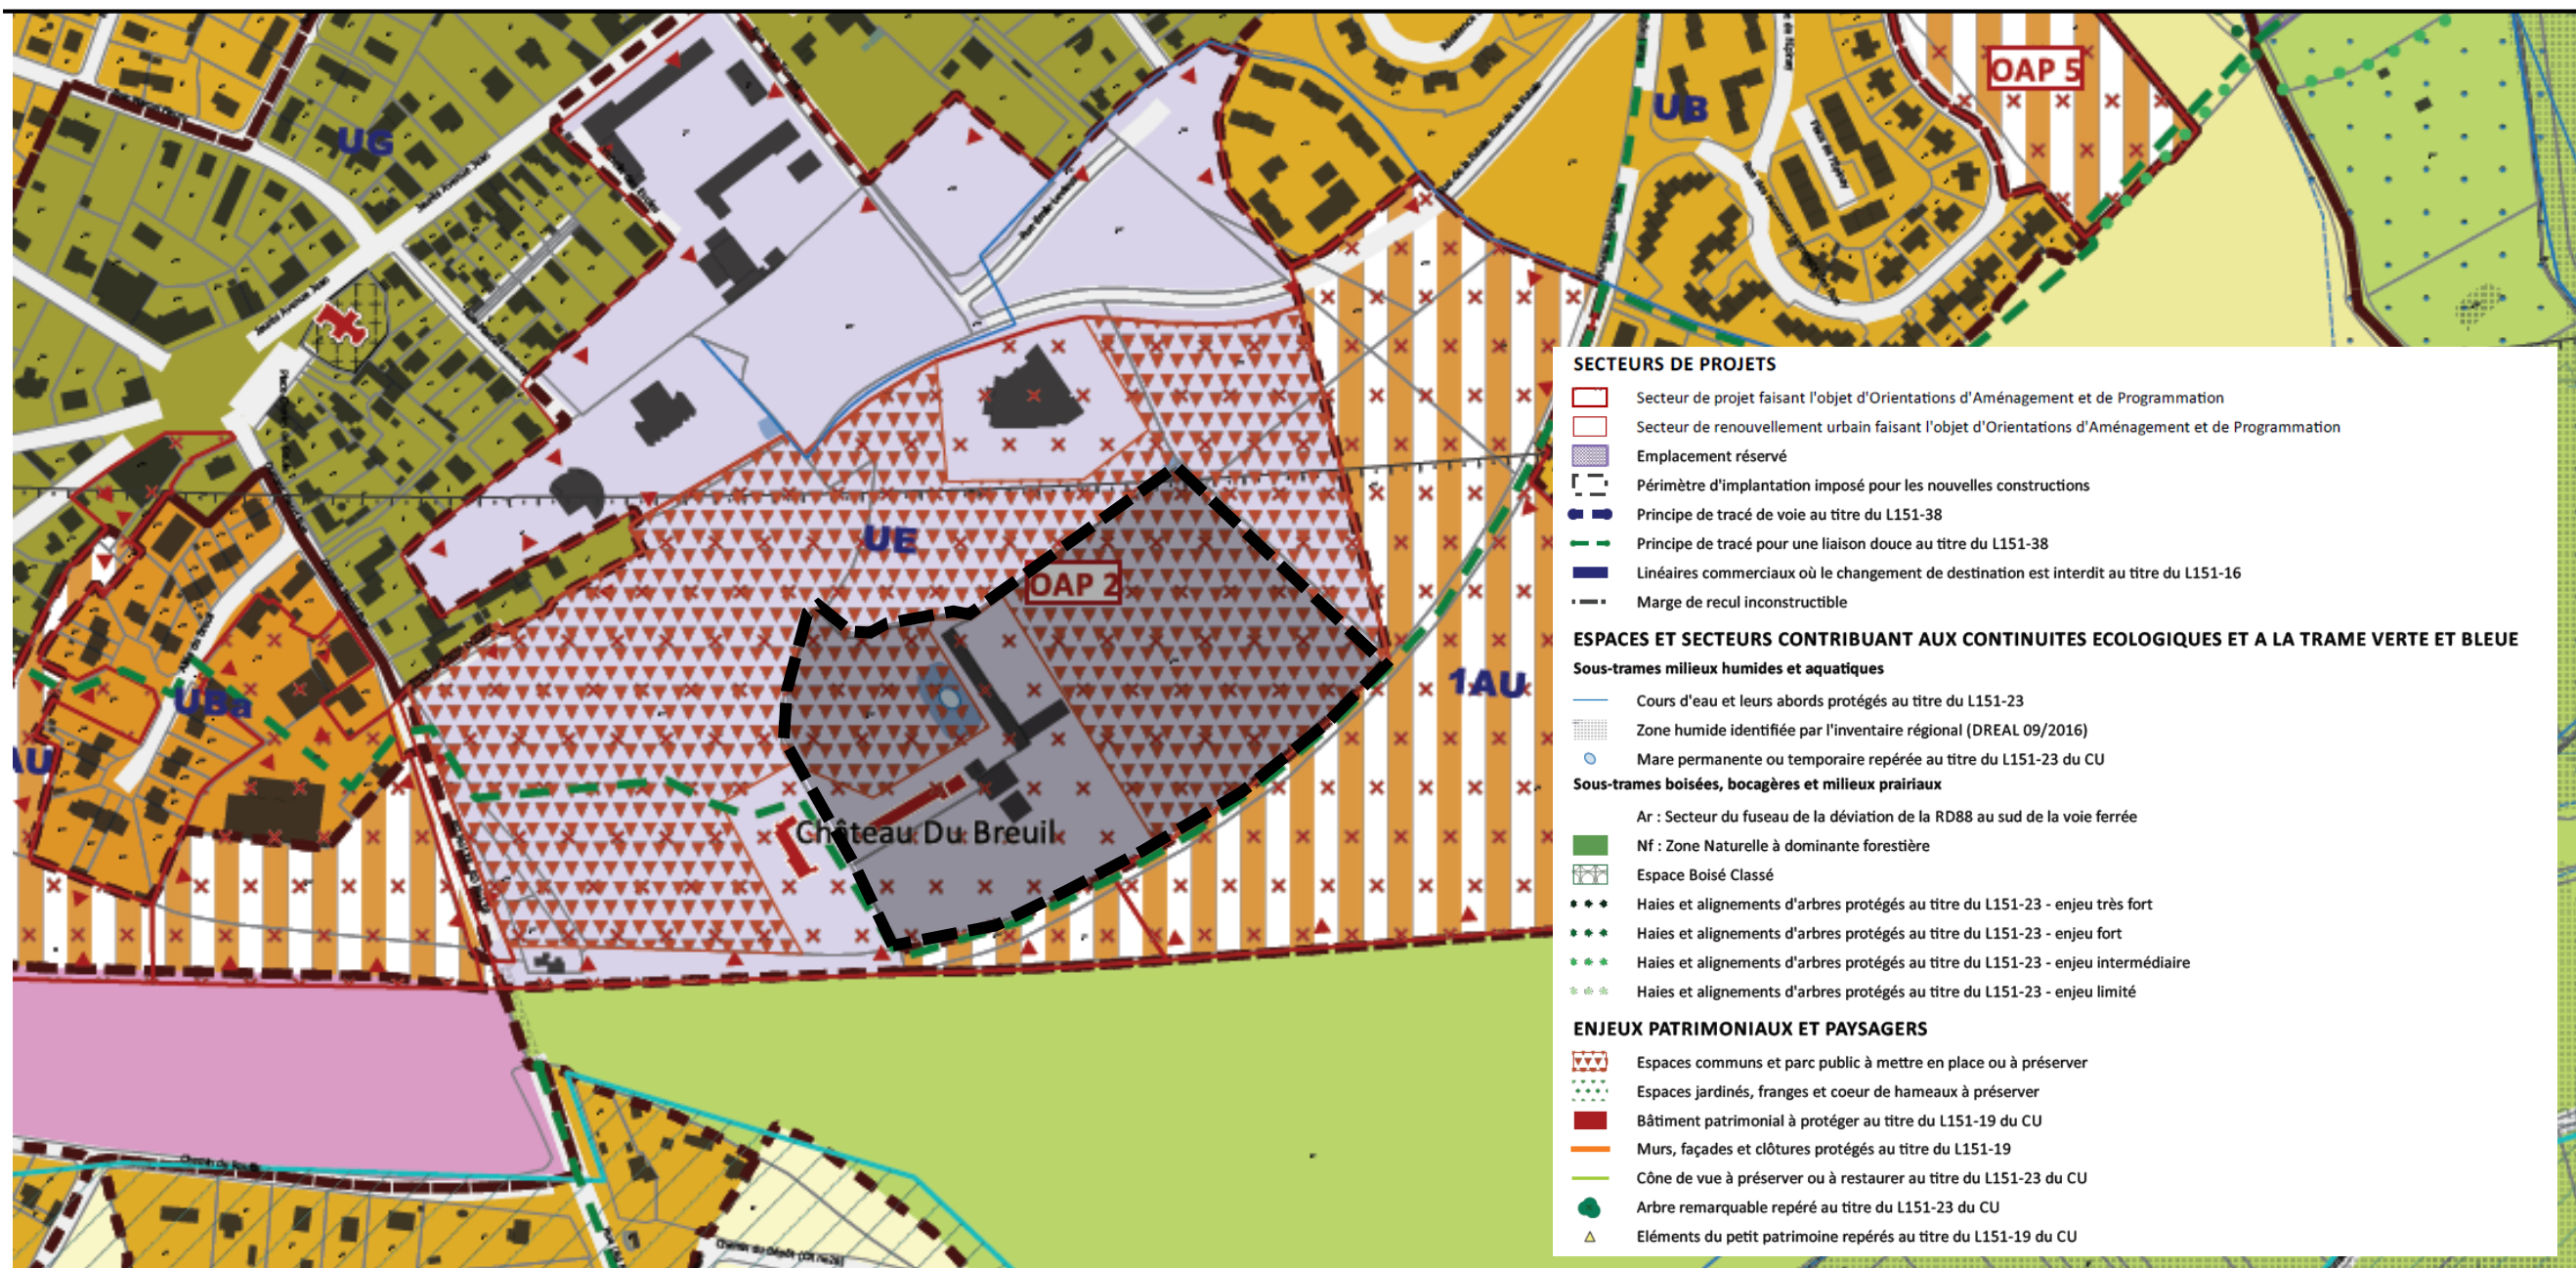 OAP 5
UB
UG
Jaurès Avenue Jean
Jaurès Avenue Jean
UE
OAP 2
1AU
UBa
AU
Château Du Breuil
SECTEURS DE PROJETS
Secteur de projet faisant l'objet d'Orientations d'Aménagement et de Programmation
Secteur de renouvellement urbain faisant l'objet d'Orientations d'Aménagement et de Programmation
Emplacement réservé
Périmètre d'implantation imposé pour les nouvelles constructions
Principe de tracé de voie au titre du L151-38
Principe de tracé pour une liaison douce au titre du L151-38
Linéaires commerciaux où le changement de destination est interdit au titre du L151-16
Marge de recul inconstructible
ESPACES ET SECTEURS CONTRIBUANT AUX CONTINUITES ECOLOGIQUES ET A LA TRAME VERTE ET BLEUE
Sous-trames milieux humides et aquatiques
Cours d'eau et leurs abords protégés au titre du L151-23
Zone humide identifiée par l'inventaire régional (DREAL 09/2016)
Mare permanente ou temporaire repérée au titre du L151-23 du CU
Sous-trames boisées, bocagères et milieux prairiaux
Ar : Secteur du fuseau de la déviation de la RD88 au sud de la voie ferrée
Nf : Zone Naturelle à dominante forestière
Espace Boisé Classé
Haies et alignements d'arbres protégés au titre du L151-23 - enjeu très fort
Haies et alignements d'arbres protégés au titre du L151-23 - enjeu fort
Haies et alignements d'arbres protégés au titre du L151-23 - enjeu intermédiaire
Haies et alignements d'arbres protégés au titre du L151-23 - enjeu limité
ENJEUX PATRIMONIAUX ET PAYSAGERS
Espaces communs et parc public à mettre en place ou à préserver
Espaces jardinés, franges et coeur de hameaux à préserver
Bâtiment patrimonial à protéger au titre du L151-19 du CU
Murs, façades et clôtures protégés au titre du L151-19
Cône de vue à préserver ou à restaurer au titre du L151-23 du CU
Arbre remarquable repéré au titre du L151-23 du CU
Eléments du petit patrimoine repérés au titre du L151-19 du CU